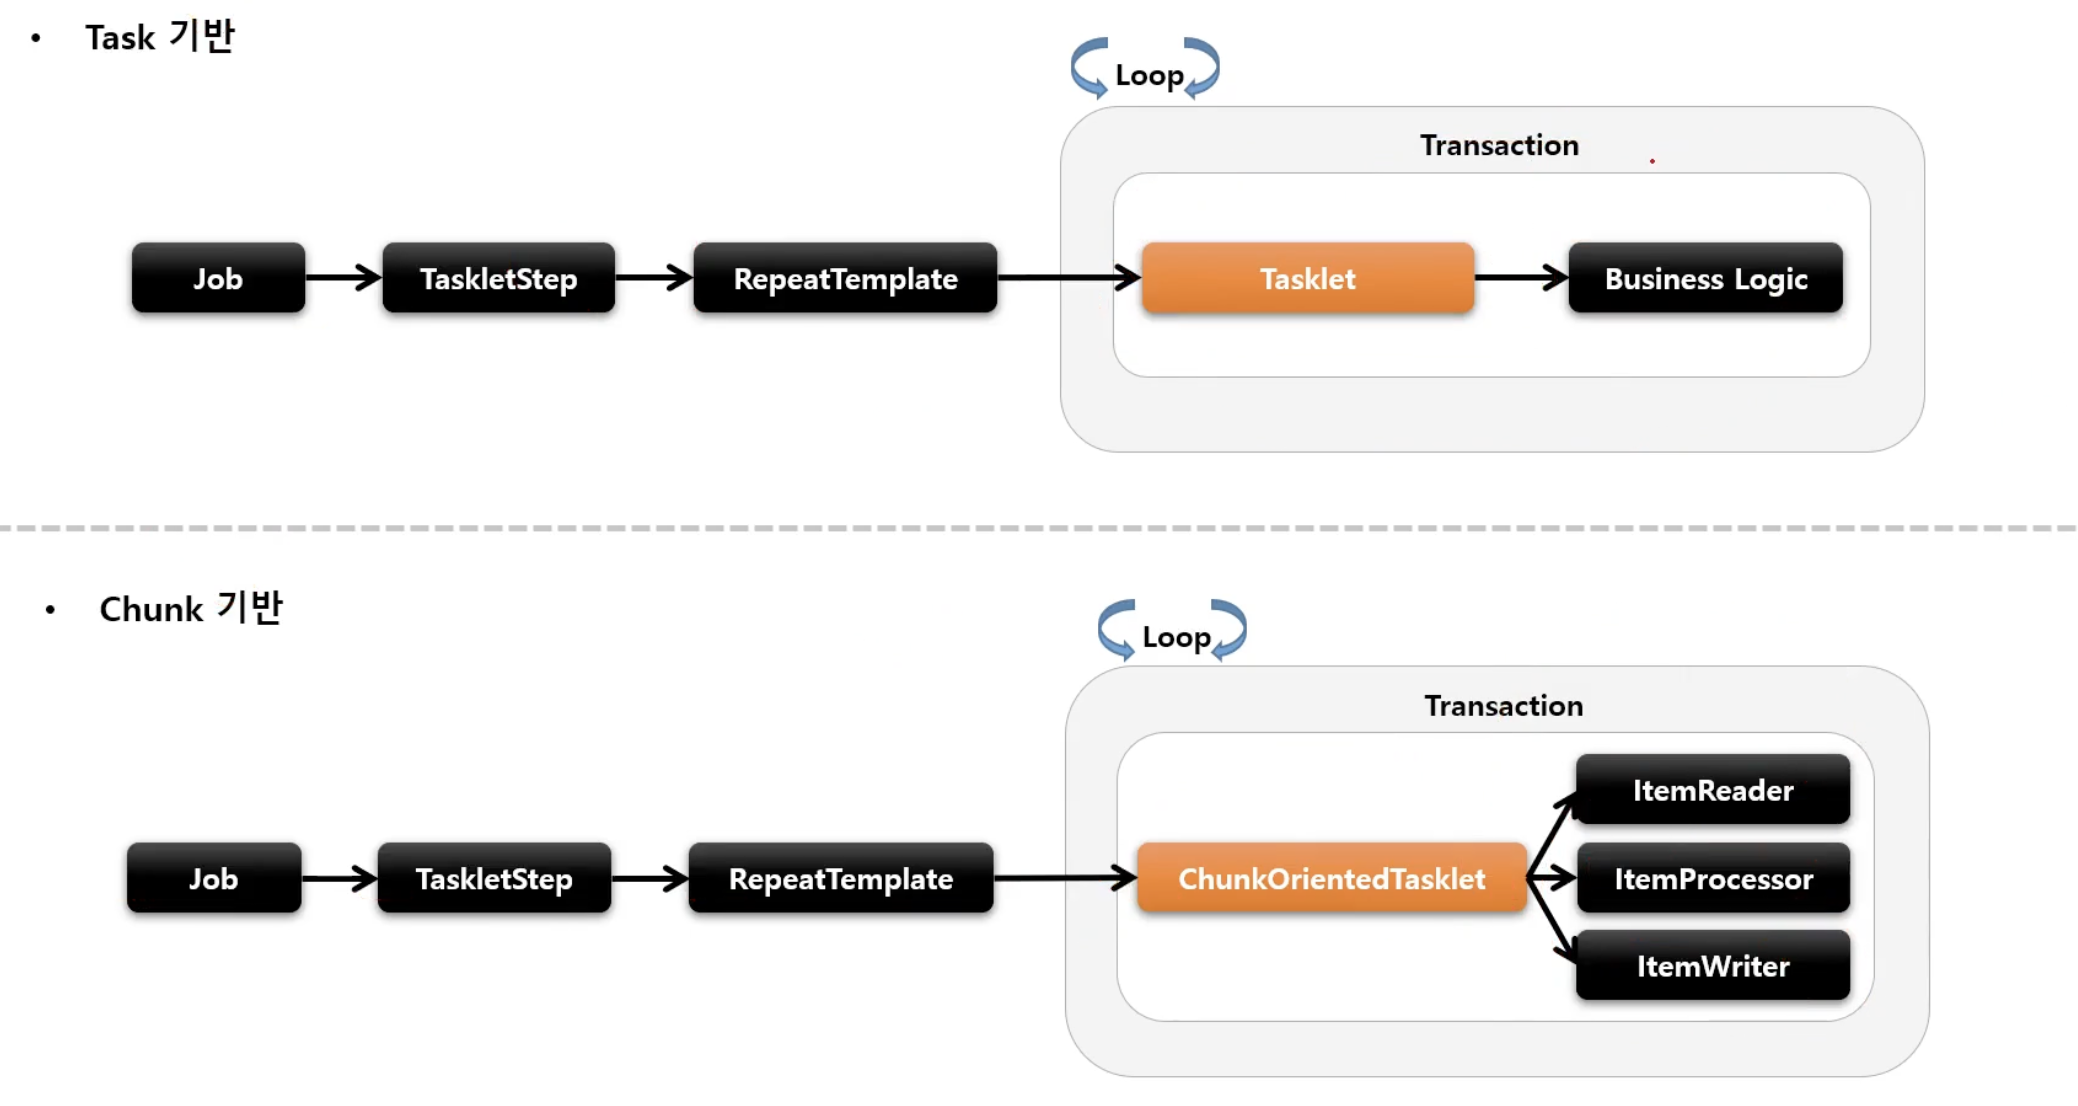 • Task 기반
Loop
Transaction
Job
TaskletStep
RepeatTemplate
Tasklet
Business Logic
• Chunk 기반
Loop
Transaction
Job
TaskletStep
RepeatTemplate
ChunkOrientedTasklet
ItemReader
ItemProcessor
ItemWriter